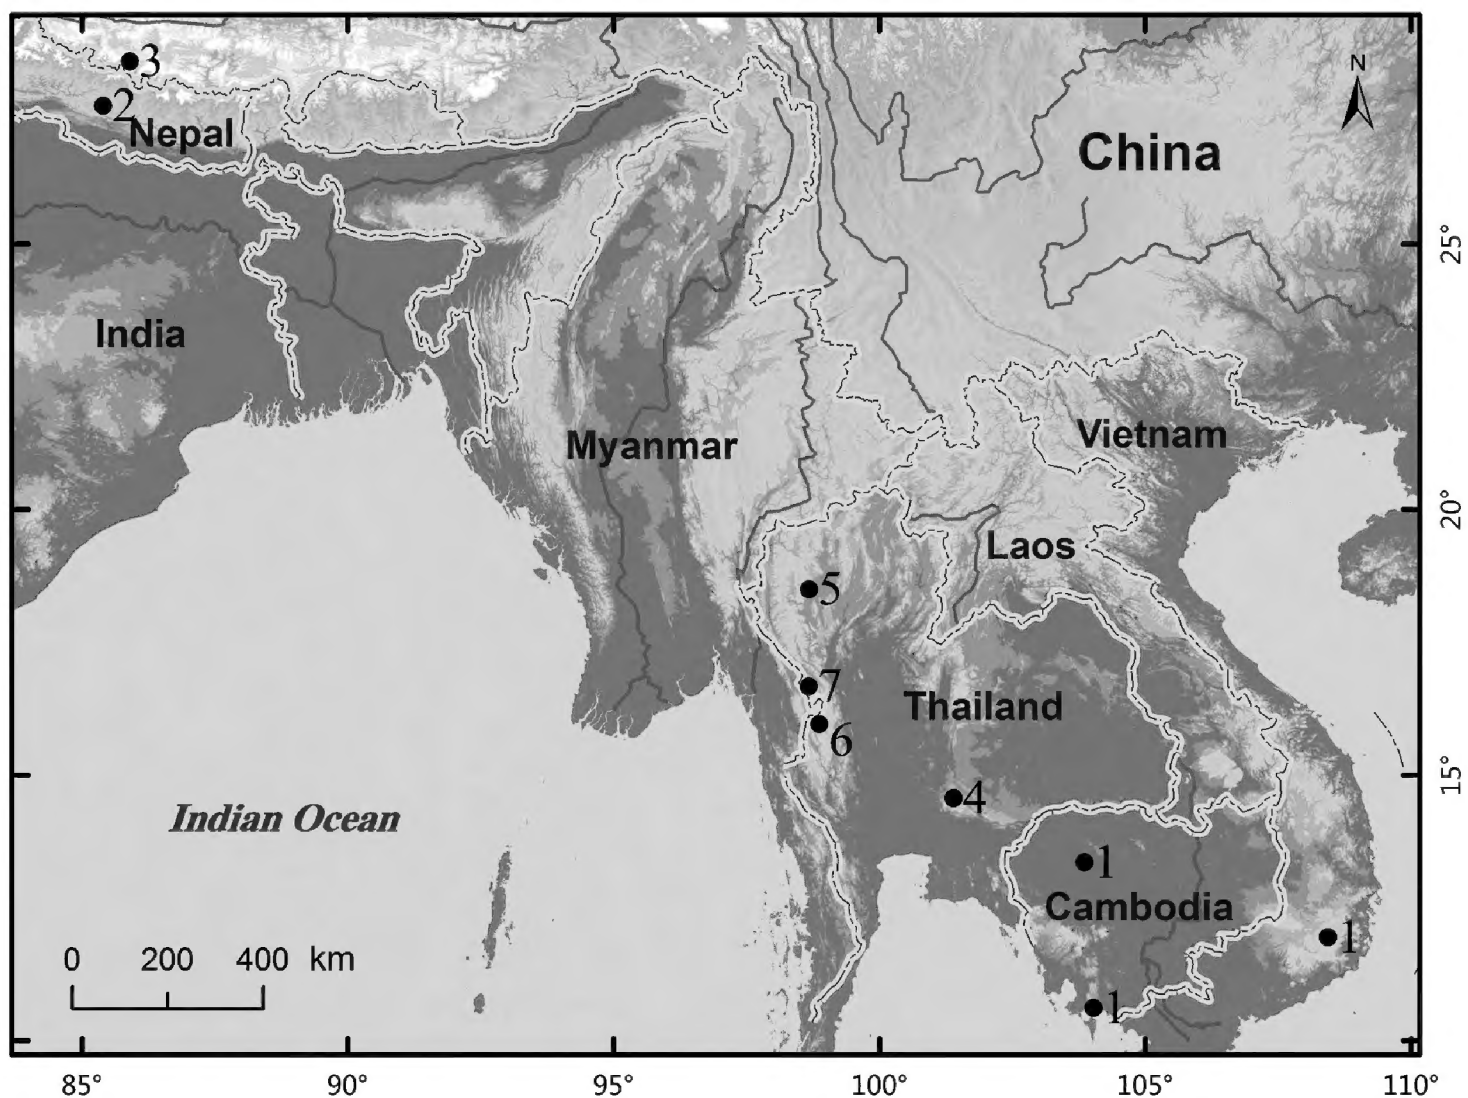 3
N
2
Nepal
China
25°
India
Vietnam
Myanmar
20°
Laos
5
7
Thailand
6
15°
4
Indian Ocean
1
Cambodia
1
0 200 400 km
1
85° 90° 95° 100° 105° 110°